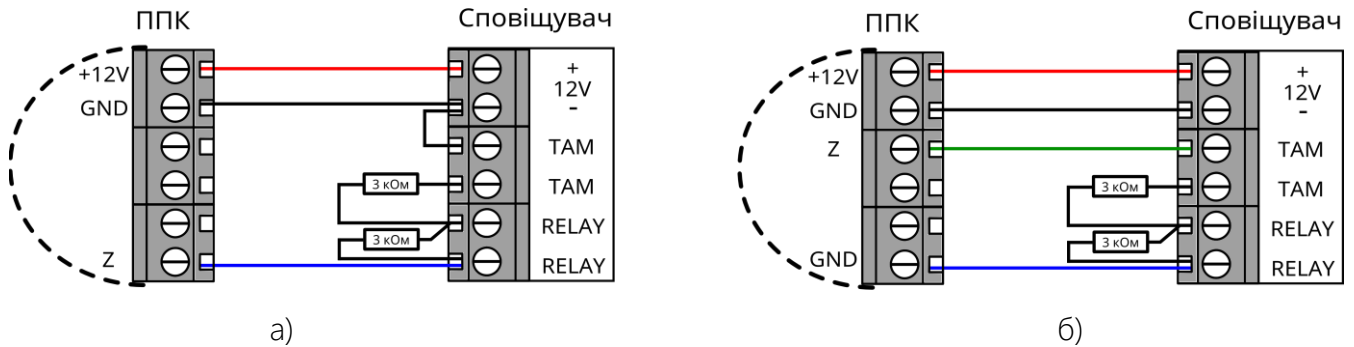 ППК
Сповіщувач
+12V
GND
Z
+
12V
-
TAM
TAM
RELAY
RELAY
3 кОм
3 кОм
а)
ППК
Сповіщувач
+12V
GND
Z
GND
+
12V
-
TAM
TAM
RELAY
RELAY
3 кОм
3 кОм
б)